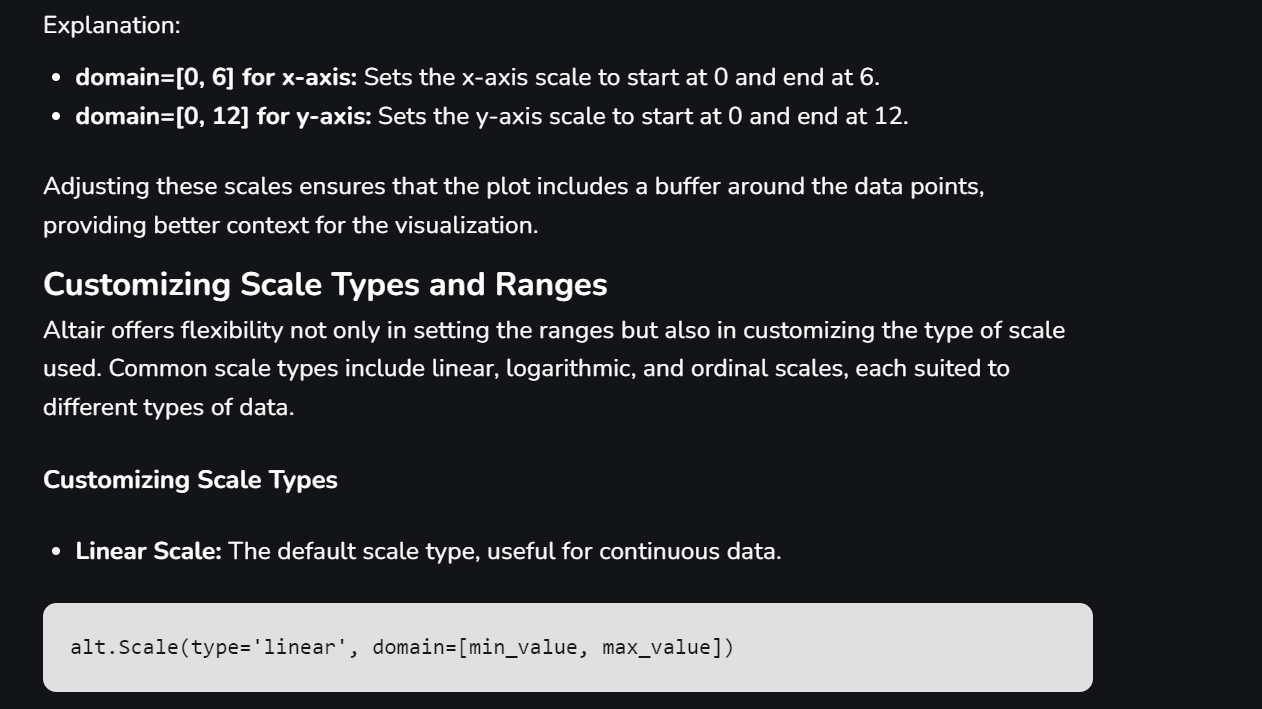 Explanation:
• domain=[0, 6] for x-axis: Sets the x-axis scale to start at 0 and end at 6.
• domain=[0, 12] for y-axis: Sets the y-axis scale to start at 0 and end at 12.
Adjusting these scales ensures that the plot includes a buffer around the data points,
providing better context for the visualization.
Customizing Scale Types and Ranges
Altair offers flexibility not only in setting the ranges but also in customizing the type of scale
used. Common scale types include linear, logarithmic, and ordinal scales, each suited to
different types of data.
Customizing Scale Types
• Linear Scale: The default scale type, useful for continuous data.
alt.Scale(type='linear', domain=[min_value, max_value])